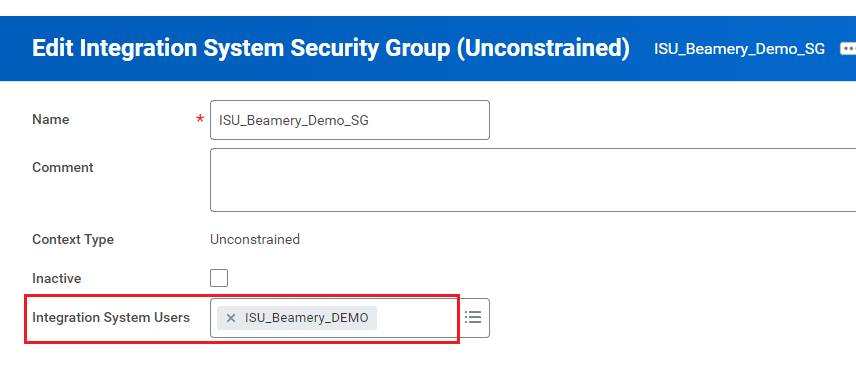 Edit Integration System Security Group (Unconstrained) ISU_Beamery_Demo_SG
Name * ISU_Beamery_Demo_SG
Comment
Context Type Unconstrained
Inactive
Integration System Users × ISU_Beamery_DEMO